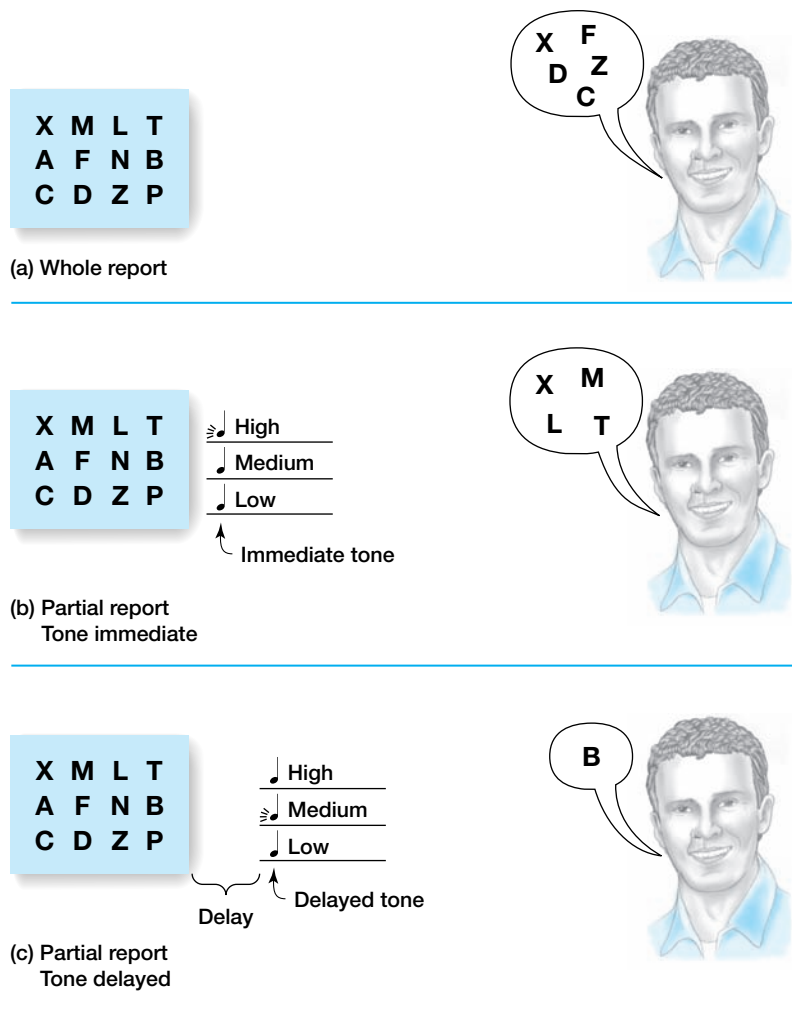 X F
D Z
C
X M L T
A F N B
C D Z P
(a) Whole report
X M
L T
X M L T
A F N B
C D Z P
High
Medium
Low
Immediate tone
(b) Partial report
Tone immediate
B
X M L T
A F N B
C D Z P
High
Medium
Low
Delay
Delayed tone
(c) Partial report
Tone delayed